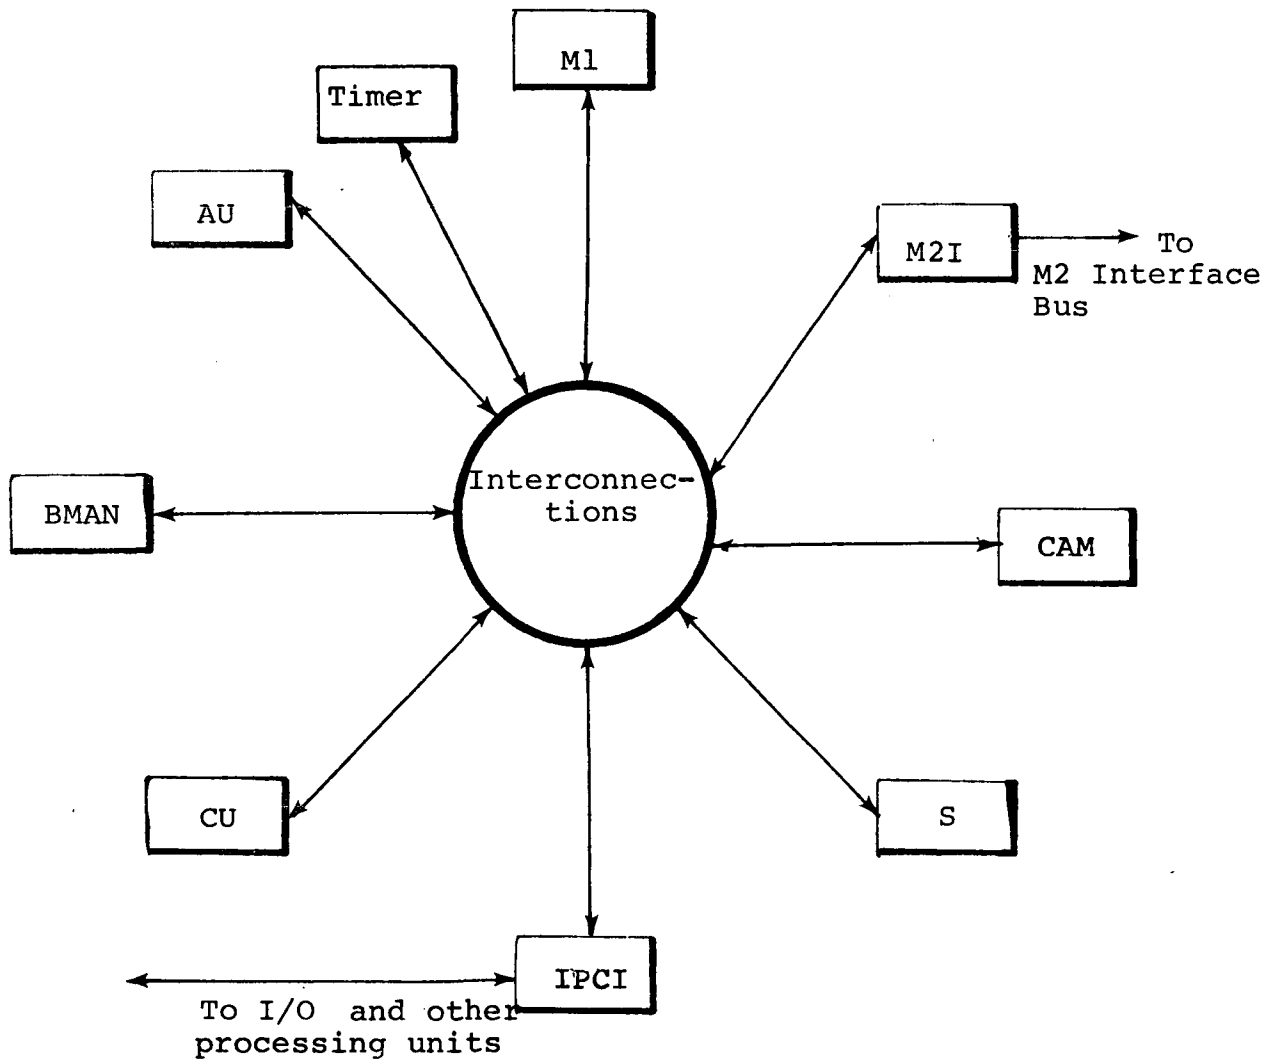 M1
Timer
AU
M2I
To
M2 Interface
Bus
Interconnec-
tions
BMAN
CAM
CU
S
IPCI
To I/O and other
processing units